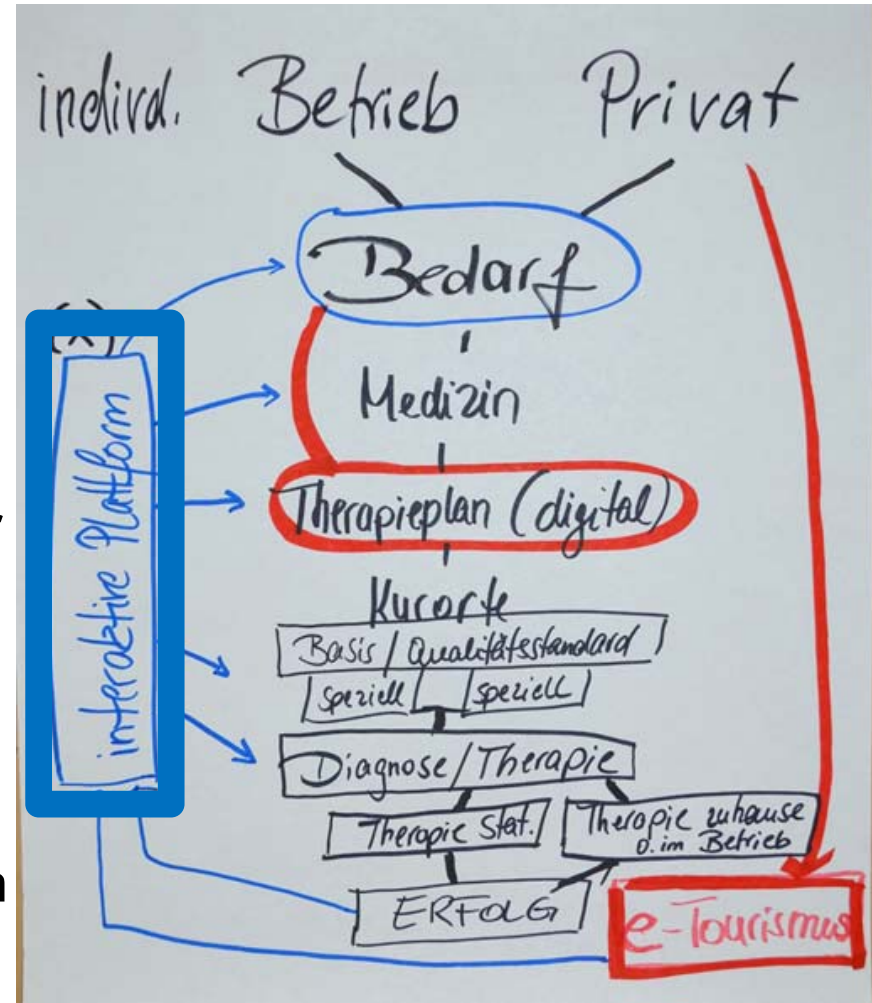 individ. Betrieb Privat
Bedarf
(x)
Medizin
interaktive Plattform
Therapieplan (digital)
Kurorte
Basis / Qualitätsstandard
speziell speziell
Diagnose/Therapie
Therapie Stat. Therapie zuhause
o. im Betrieb
ERFOLG
e-Tourismus